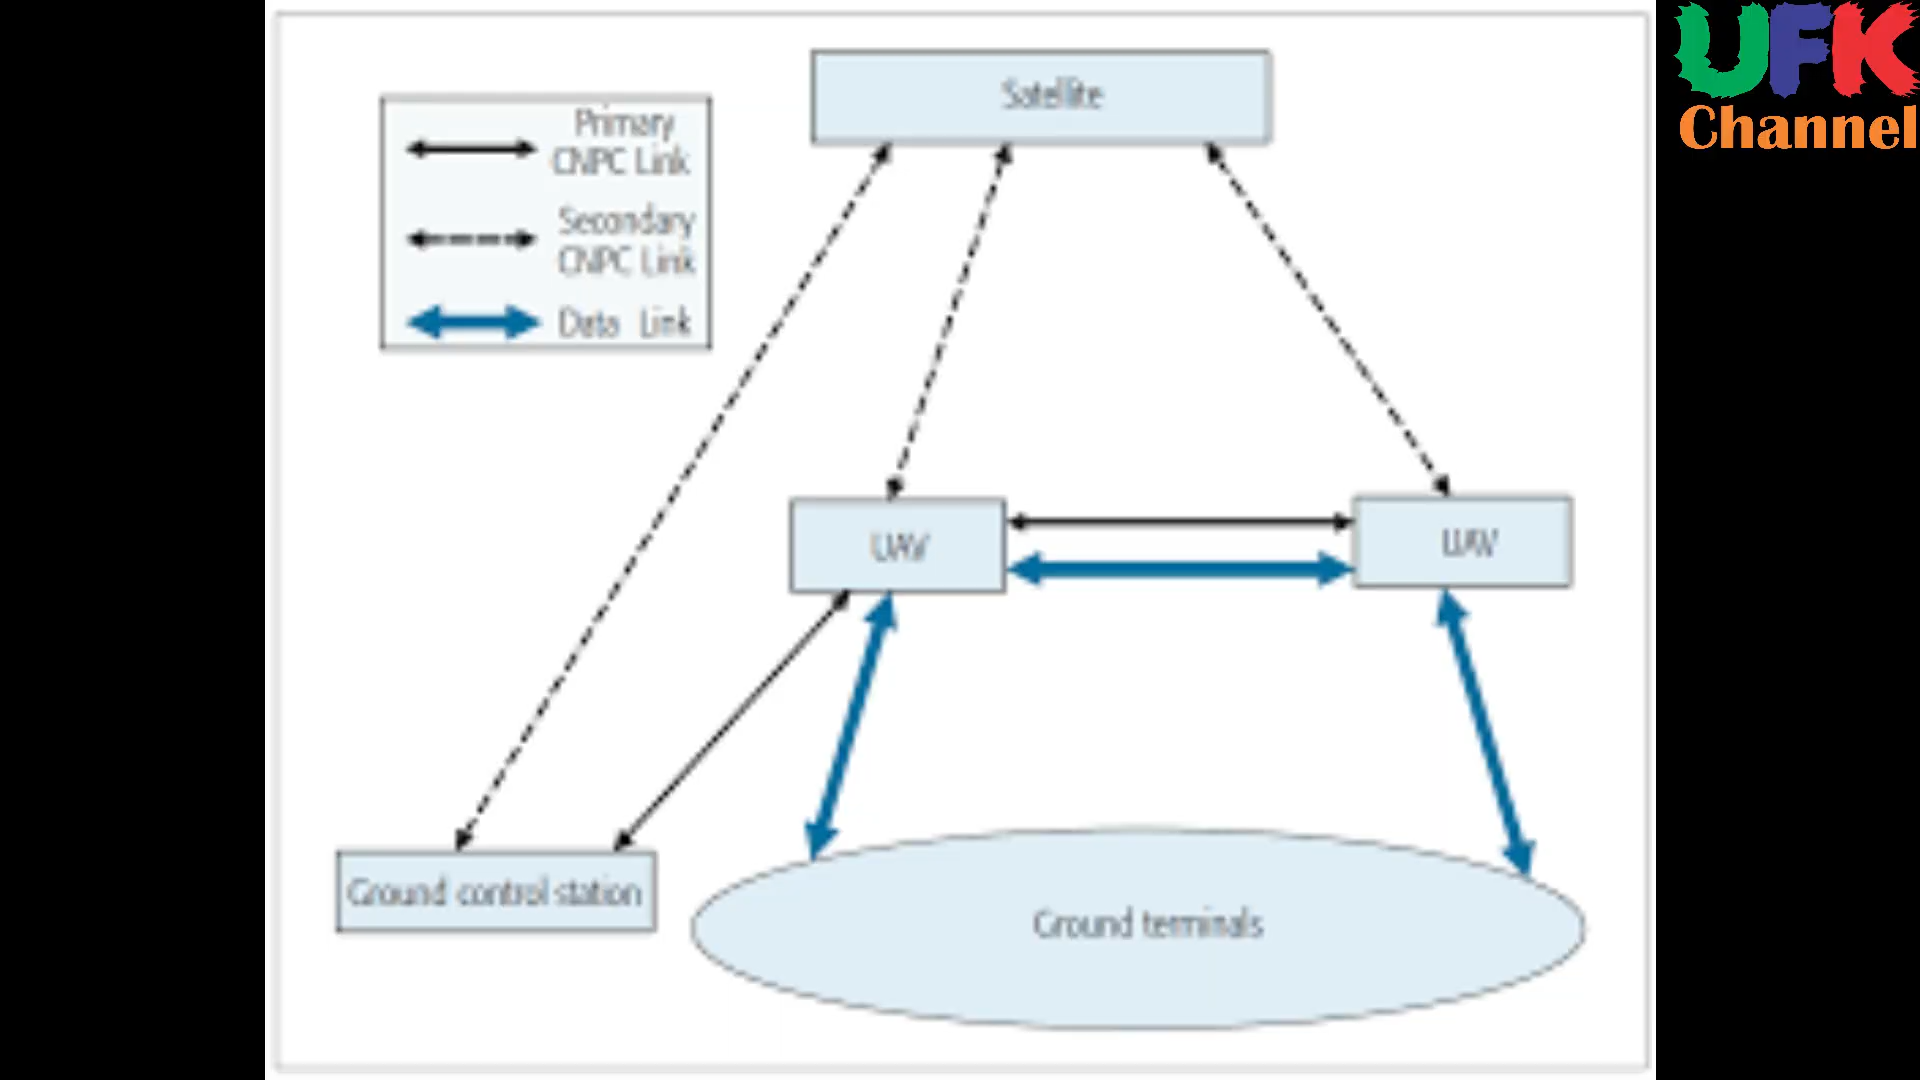 UFK
Channel
Satellite
Primary
CNPC Link
Secondary
CNPC Link
Data Link
UAV
UAV
Ground control station
Ground terminals